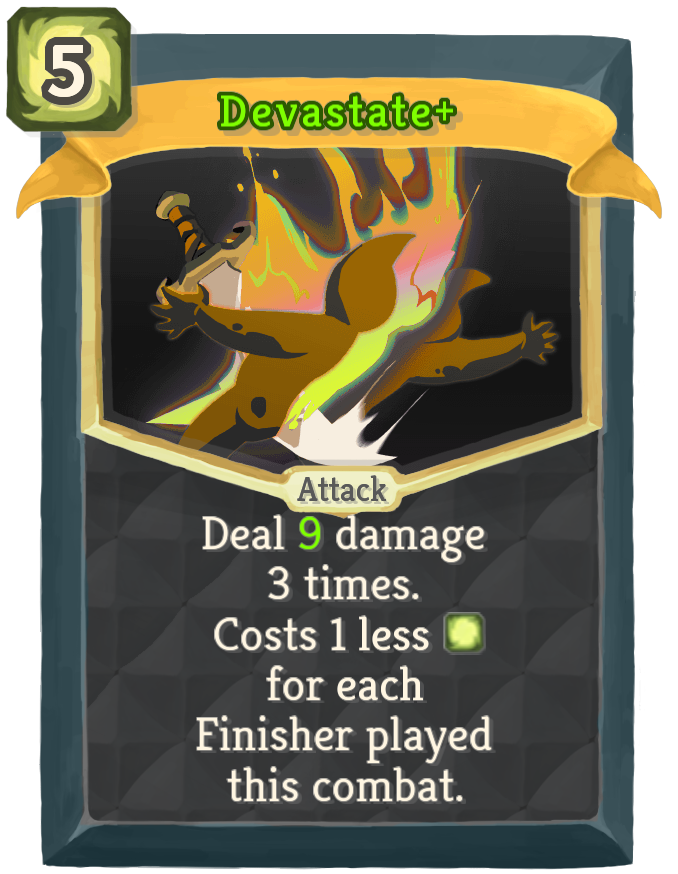 5
Devastate+
Attack
Deal 9 damage
3 times.
Costs 1 less
for each
Finisher played
this combat.